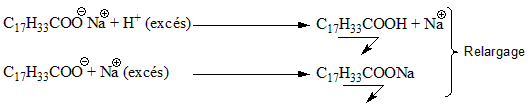 C₁₇H₃₃COO⊖ Na⊕ + H⁺ (excés) ⟶ C₁₇H₃₃COOH + Na⊕
C₁₇H₃₃COO⊖ + Na⊕ (excés) ⟶ C₁₇H₃₃COONa
Relargage